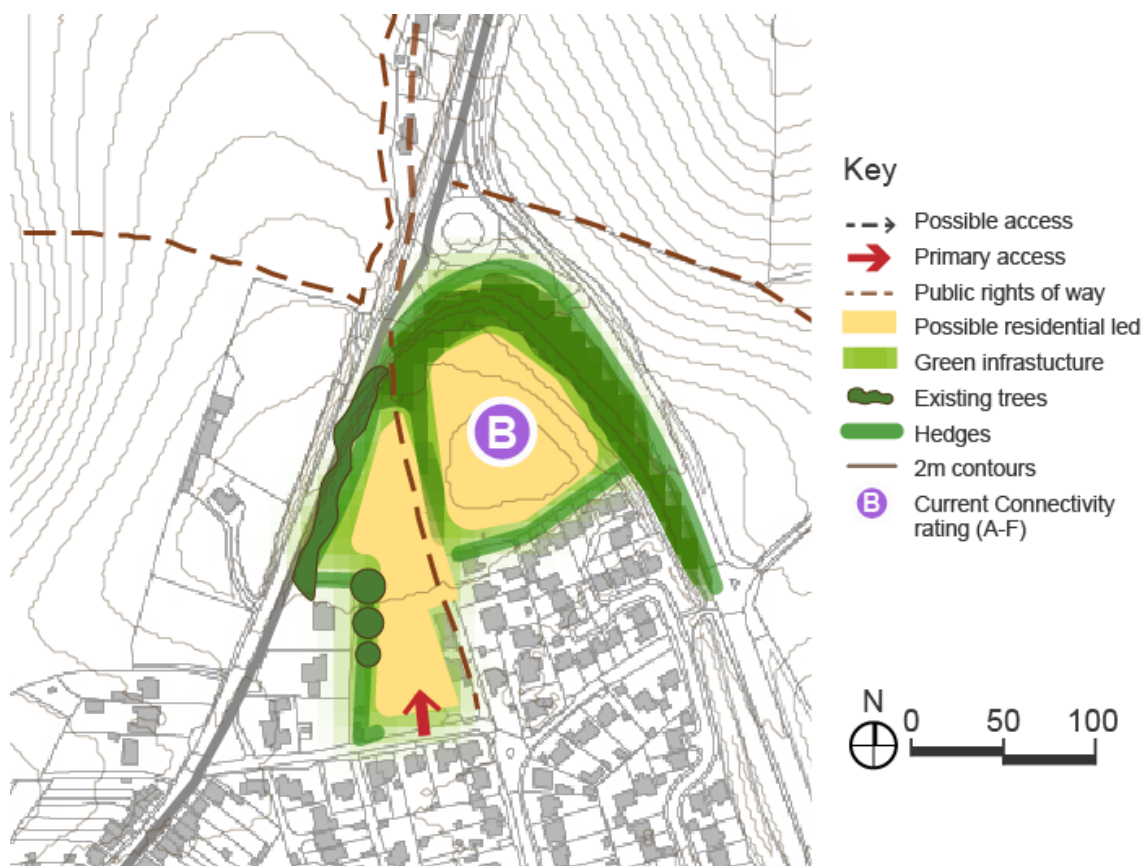 B
Key
Possible access
Primary access
Public rights of way
Possible residential led
Green infrastucture
Existing trees
Hedges
2m contours
B Current Connectivity
rating (A-F)
N
0 50 100